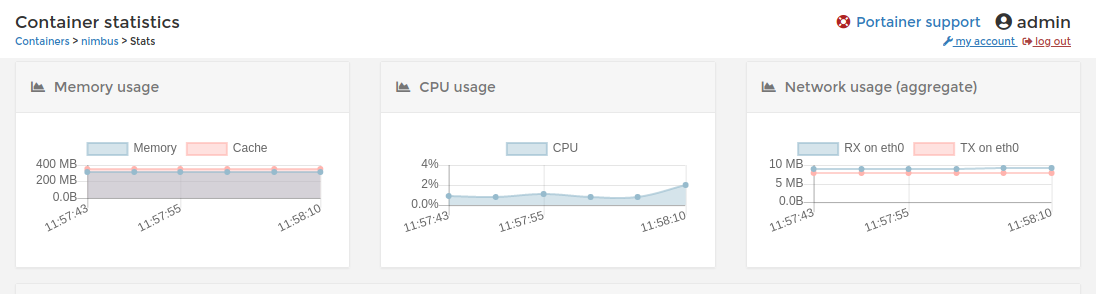 Container statistics
Portainer support admin
Containers > nimbus > Stats
my account log out
Memory usage
Memory Cache
400 MB
200 MB
0.0B
11:57:43 11:57:55 11:58:10
CPU usage
CPU
4%
2%
0.0%
11:57:43 11:57:55 11:58:10
Network usage (aggregate)
RX on eth0 TX on eth0
10 MB
5 MB
0.0B
11:57:43 11:57:55 11:58:10